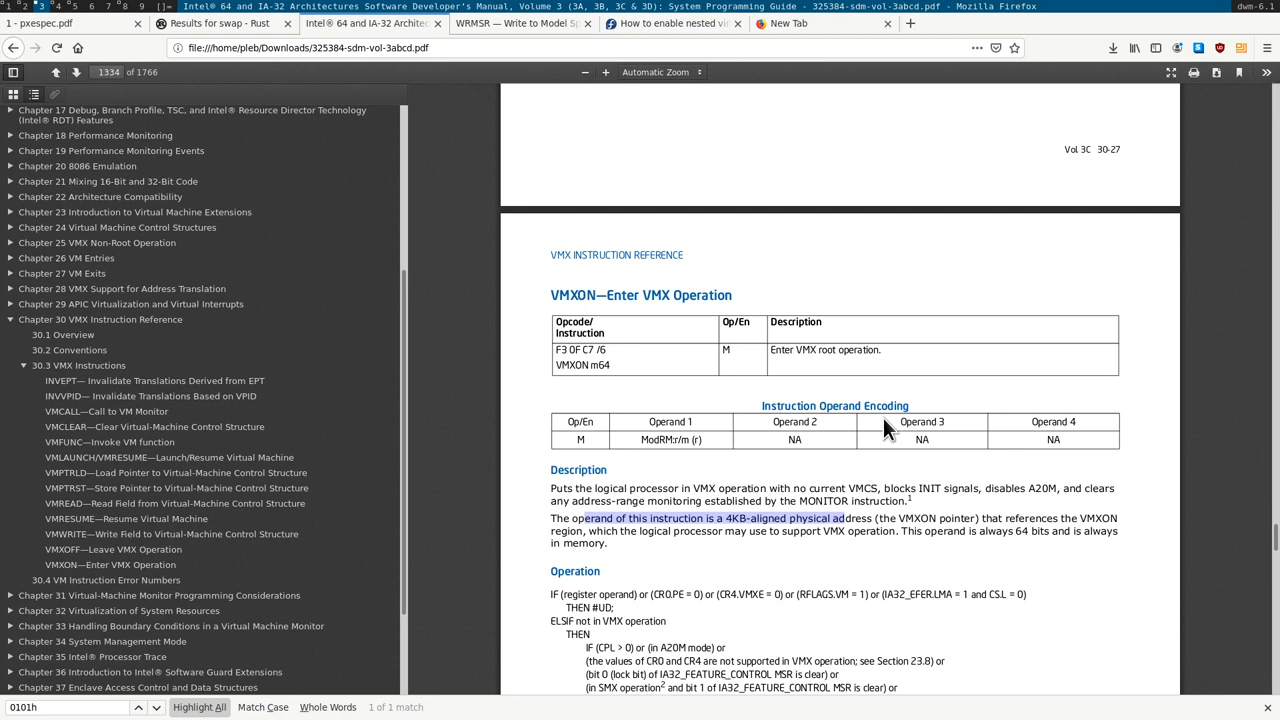 0 1 2 3 4 5 6 7 8 9 []= Intel® 64 and IA-32 Architectures Software Developer's Manual, Volume 3 (3A, 3B, 3C & 3D): System Programming Guide - 325384-sdm-vol-3abcd.pdf - Mozilla Firefox dwm-6.1
1 - pxespec.pdf
Results for swap - Rust
Intel® 64 and IA-32 Architec
WRMSR — Write to Model Sp
How to enable nested vir
New Tab
file:///home/pleb/Downloads/325384-sdm-vol-3abcd.pdf
1334 of 1766
Automatic Zoom
Chapter 17 Debug, Branch Profile, TSC, and Intel® Resource Director Technology
(Intel® RDT) Features
Chapter 18 Performance Monitoring
Chapter 19 Performance Monitoring Events
Chapter 20 8086 Emulation
Chapter 21 Mixing 16-Bit and 32-Bit Code
Chapter 22 Architecture Compatibility
Chapter 23 Introduction to Virtual Machine Extensions
Chapter 24 Virtual Machine Control Structures
Chapter 25 VMX Non-Root Operation
Chapter 26 VM Entries
Chapter 27 VM Exits
Chapter 28 VMX Support for Address Translation
Chapter 29 APIC Virtualization and Virtual Interrupts
Chapter 30 VMX Instruction Reference
30.1 Overview
30.2 Conventions
30.3 VMX Instructions
INVEPT— Invalidate Translations Derived from EPT
INVVPID— Invalidate Translations Based on VPID
VMCALL—Call to VM Monitor
VMCLEAR—Clear Virtual-Machine Control Structure
VMFUNC—Invoke VM function
VMLAUNCH/VMRESUME—Launch/Resume Virtual Machine
VMPTRLD—Load Pointer to Virtual-Machine Control Structure
VMPTRST—Store Pointer to Virtual-Machine Control Structure
VMREAD—Read Field from Virtual-Machine Control Structure
VMRESUME—Resume Virtual Machine
VMWRITE—Write Field to Virtual-Machine Control Structure
VMXOFF—Leave VMX Operation
VMXON—Enter VMX Operation
30.4 VM Instruction Error Numbers
Chapter 31 Virtual-Machine Monitor Programming Considerations
Chapter 32 Virtualization of System Resources
Chapter 33 Handling Boundary Conditions in a Virtual Machine Monitor
Chapter 34 System Management Mode
Chapter 35 Intel® Processor Trace
Chapter 36 Introduction to Intel® Software Guard Extensions
Chapter 37 Enclave Access Control and Data Structures
Vol. 3C 30-27
VMX INSTRUCTION REFERENCE
VMXON—Enter VMX Operation
Opcode/ Op/En Description
Instruction
F3 0F C7 /6 M Enter VMX root operation.
VMXON m64
Instruction Operand Encoding
Op/En Operand 1 Operand 2 Operand 3 Operand 4
M ModRM:r/m (r) NA NA NA
Description
Puts the logical processor in VMX operation with no current VMCS, blocks INIT signals, disables A20M, and clears
any address-range monitoring established by the MONITOR instruction.1
The operand of this instruction is a 4KB-aligned physical address (the VMXON pointer) that references the VMXON
region, which the logical processor may use to support VMX operation. This operand is always 64 bits and is always
in memory.
Operation
IF (register operand) or (CR0.PE = 0) or (CR4.VMXE = 0) or (RFLAGS.VM = 1) or (IA32_EFER.LMA = 1 and CS.L = 0)
THEN #UD;
ELSIF not in VMX operation
THEN
IF (CPL > 0) or (in A20M mode) or
(the values of CR0 and CR4 are not supported in VMX operation; see Section 23.8) or
(bit 0 (lock bit) of IA32_FEATURE_CONTROL MSR is clear) or
(in SMX operation2 and bit 1 of IA32_FEATURE_CONTROL MSR is clear) or
0101h
Highlight All
Match Case
Whole Words
1 of 1 match